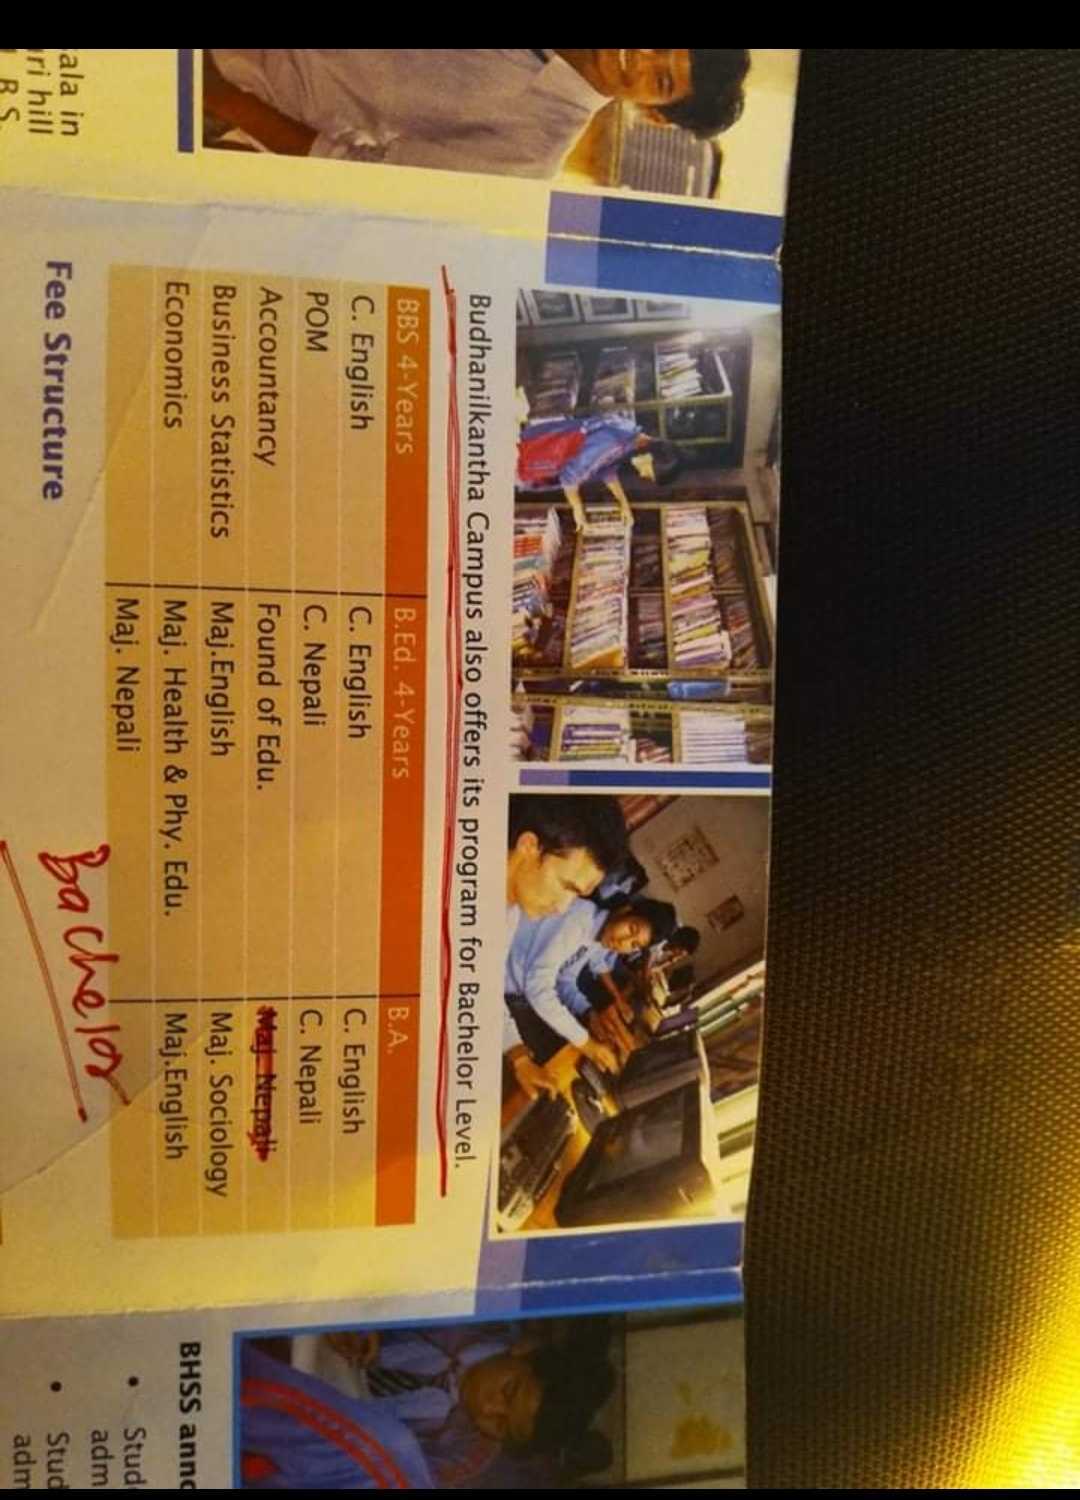 Budhanilkantha Campus also offers its program for Bachelor Level.
BBS 4-Years B.Ed. 4-Years B.A.
C. English C. English C. English
POM C. Nepali C. Nepali
Accountancy Found of Edu. Maj. Nepali
Business Statistics Maj.English Maj. Sociology
Economics Maj. Health & Phy. Edu. Maj.English
Maj. Nepali
Bachelor
Fee Structure
ala in
ri hill
B.S.
BHSS anno
Stud
adm
Stud
adm